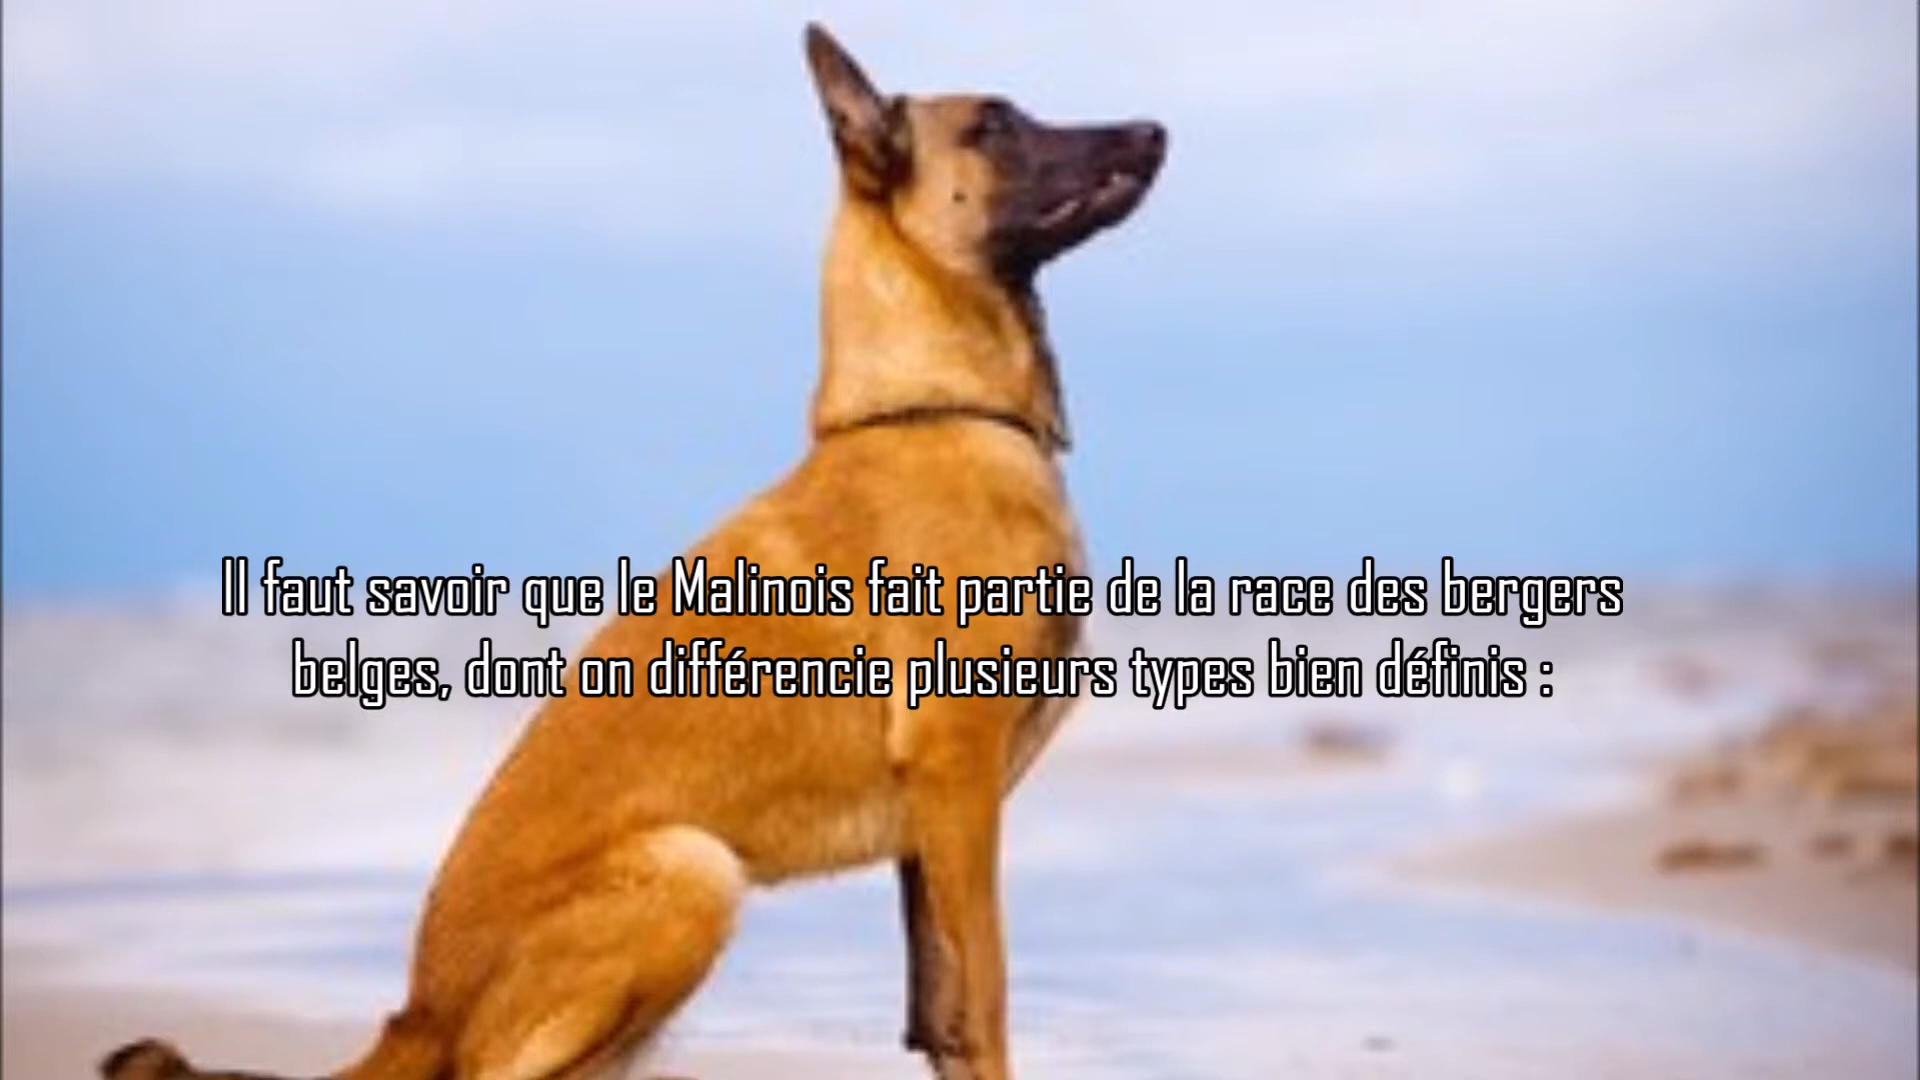 Il faut savoir que le Malinois fait partie de la race des bergers
belges, dont on différencie plusieurs types bien définis :